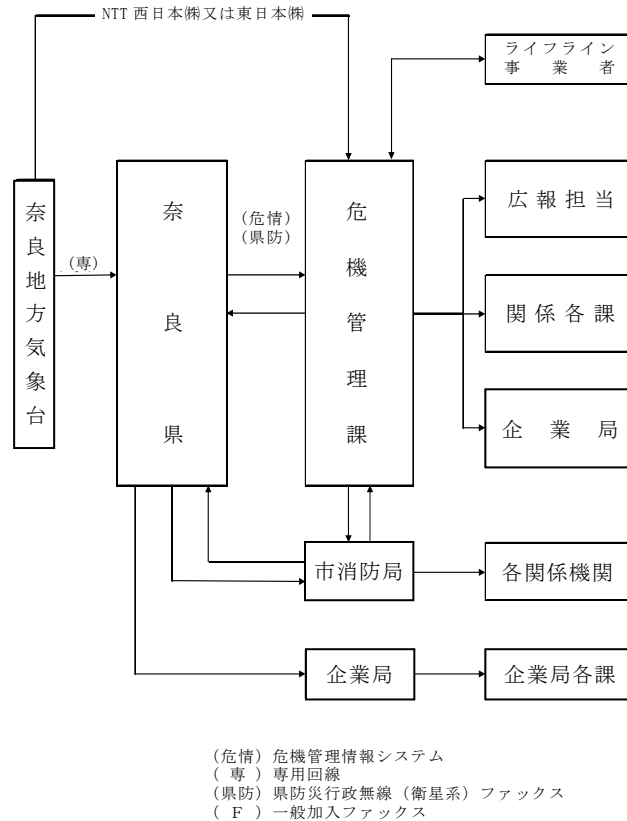 NTT 西日本㈱又は東日本㈱
ライフライン
事業者
奈良地方気象台
(専)
奈良県
(危情)
(県防)
危機管理課
広報担当
関係各課
企業局
市消防局
各関係機関
企業局
企業局各課
(危情) 危機管理情報システム
( 専 ) 専用回線
(県防) 県防災行政無線（衛星系）ファックス
( Ｆ ) 一般加入ファックス